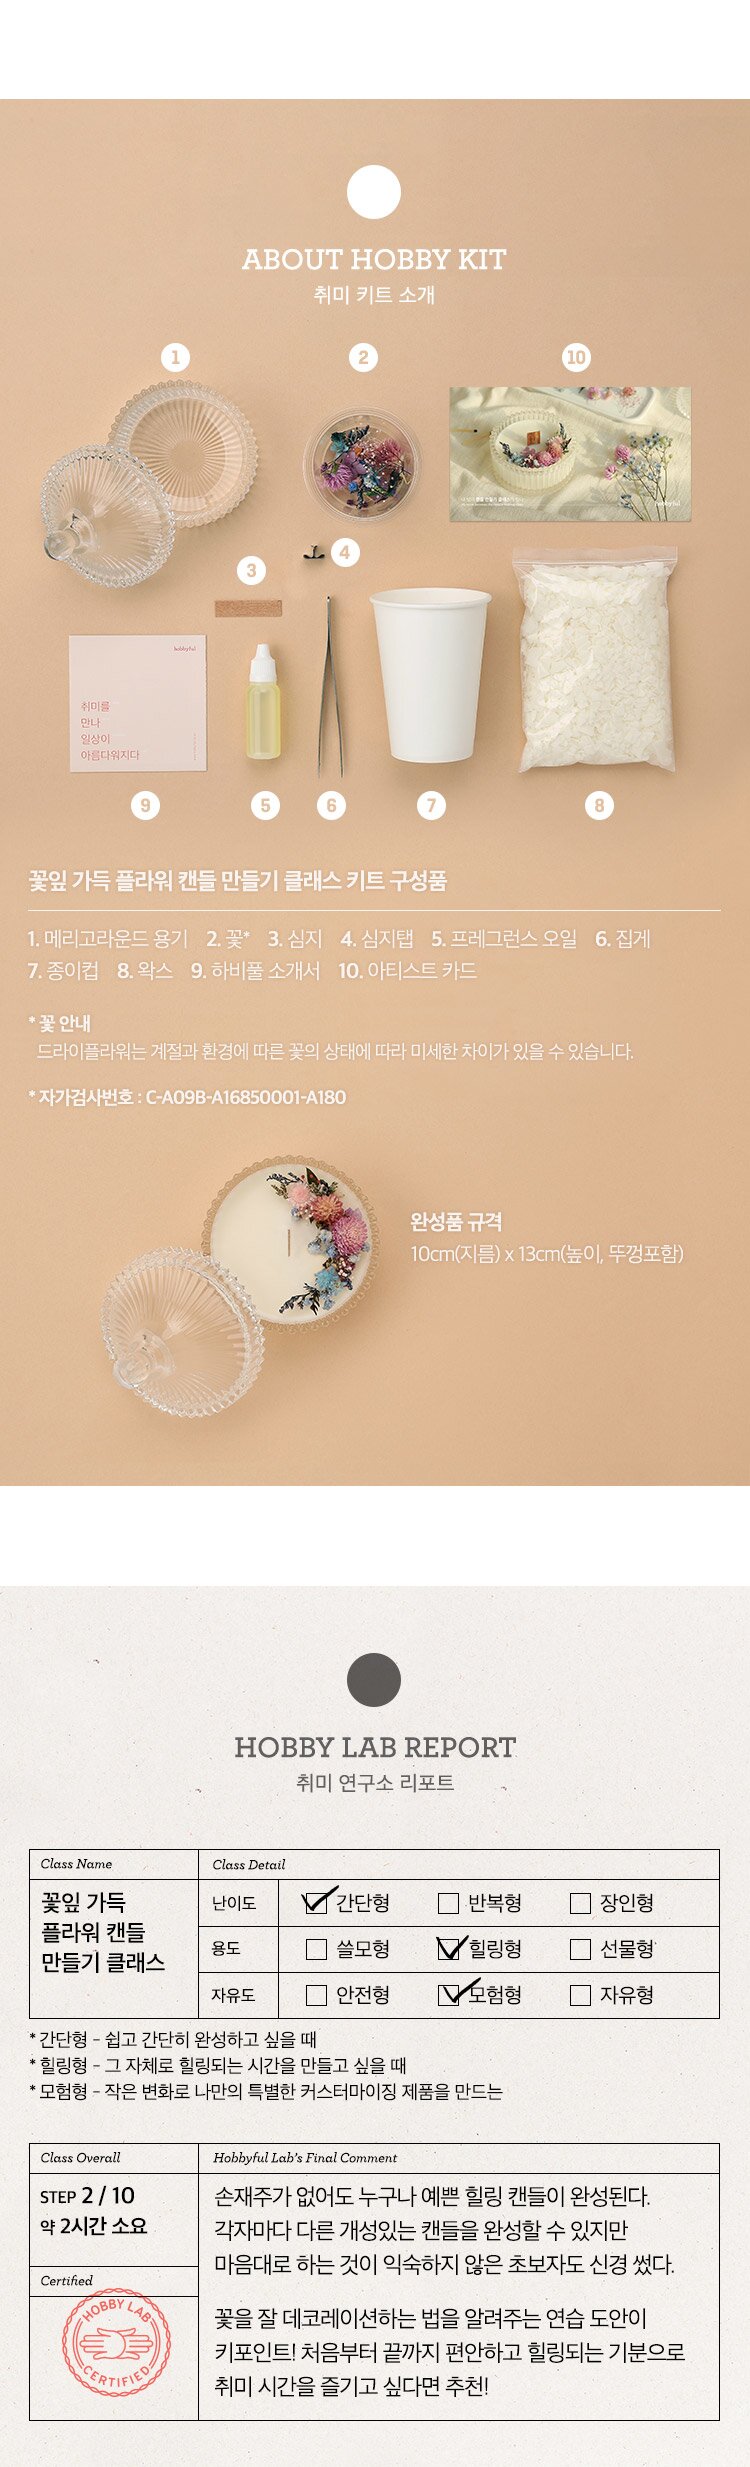 ABOUT HOBBY KIT
취미 키트 소개
1
2
10
hobbyful
3
4
hobbyful
취미를
만나
일상이
아름다워지다
9
5
6
7
8
꽃잎 가득 플라워 캔들 만들기 클래스 키트 구성품
1. 메리고라운드 용기 2. 꽃* 3. 심지 4. 심지탭 5. 프레그런스 오일 6. 집게
7. 종이컵 8. 왁스 9. 하비풀 소개서 10. 아티스트 카드
* 꽃 안내
드라이플라워는 계절과 환경에 따른 꽃의 상태에 따라 미세한 차이가 있을 수 있습니다.
* 자가검사번호 : C-A09B-A16850001-A180
완성품 규격
10cm(지름) x 13cm(높이, 뚜껑포함)
HOBBY LAB REPORT
취미 연구소 리포트
Class Name
Class Detail
꽃잎 가득
플라워 캔들
만들기 클래스
난이도 간단형 반복형 장인형
용도 쓸모형 힐링형 선물형
자유도 안전형 모험형 자유형
* 간단형 - 쉽고 간단히 완성하고 싶을 때
* 힐링형 - 그 자체로 힐링되는 시간을 만들고 싶을 때
* 모험형 - 작은 변화로 나만의 특별한 커스터마이징 제품을 만드는
Class Overall
Hobbyful Lab's Final Comment
STEP 2 / 10
약 2시간 소요
Certified
HOBBY LAB
CERTIFIED
손재주가 없어도 누구나 예쁜 힐링 캔들이 완성된다.
각자마다 다른 개성있는 캔들을 완성할 수 있지만
마음대로 하는 것이 익숙하지 않은 초보자도 신경 썼다.
꽃을 잘 데코레이션하는 법을 알려주는 연습 도안이
키포인트! 처음부터 끝까지 편안하고 힐링되는 기분으로
취미 시간을 즐기고 싶다면 추천!